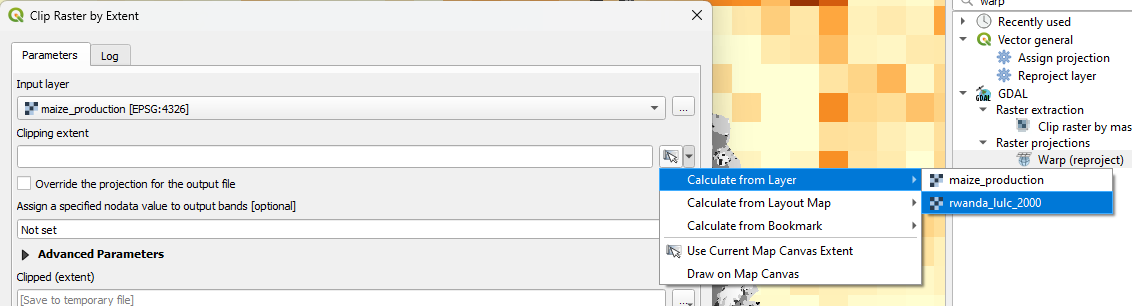 Clip Raster by Extent
Parameters
Log
Input layer
maize_production [EPSG:4326]
...
Clipping extent
Override the projection for the output file
Assign a specified nodata value to output bands [optional]
Not set
Advanced Parameters
Clipped (extent)
[Save to temporary file]
Calculate from Layer
Calculate from Layout Map
Calculate from Bookmark
Use Current Map Canvas Extent
Draw on Map Canvas
maize_production
rwanda_lulc_2000
warp
Recently used
Vector general
Assign projection
Reproject layer
GDAL
Raster extraction
Clip raster by mas
Raster projections
Warp (reproject)